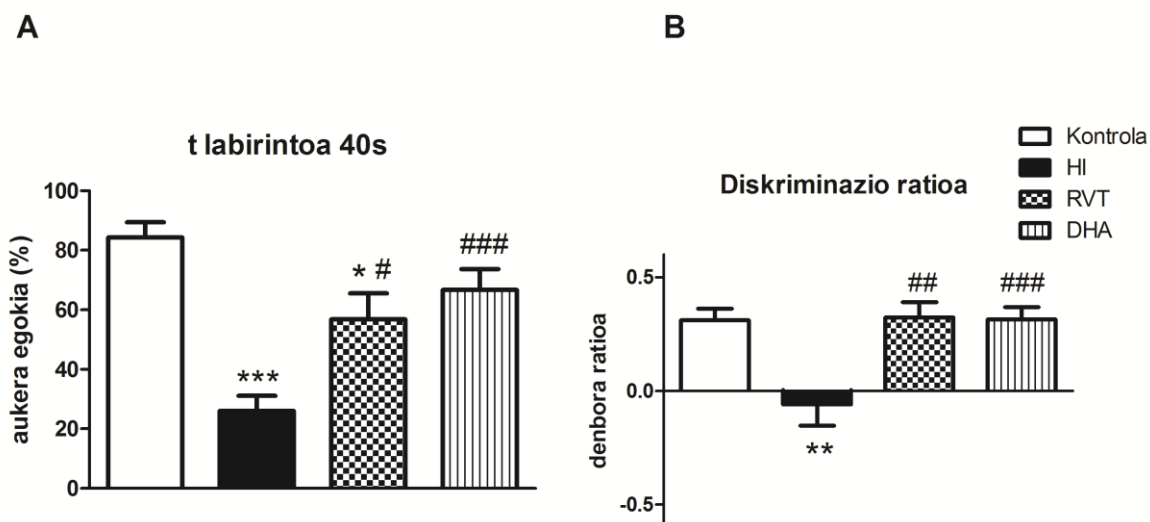 A
t labirintoa 40s
aukera egokia (%)
100
80
60
40
20
0
***
* #
###
B
Kontrola
HI
RVT
DHA
Diskriminazio ratioa
denbora ratioa
0.5
0.0
-0.5
**
##
###